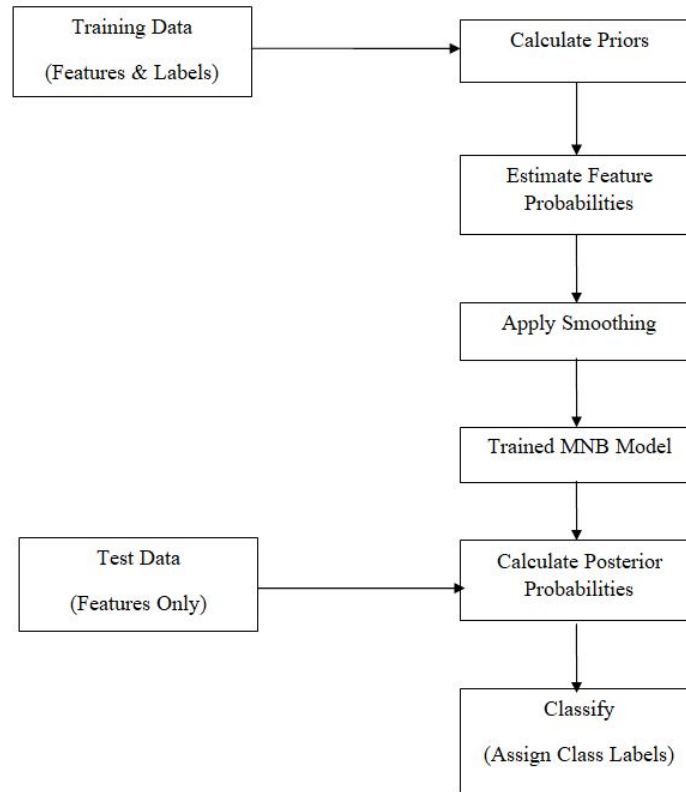 Training Data
(Features & Labels)
Calculate Priors
Estimate Feature
Probabilities
Apply Smoothing
Trained MNB Model
Test Data
(Features Only)
Calculate Posterior
Probabilities
Classify
(Assign Class Labels)